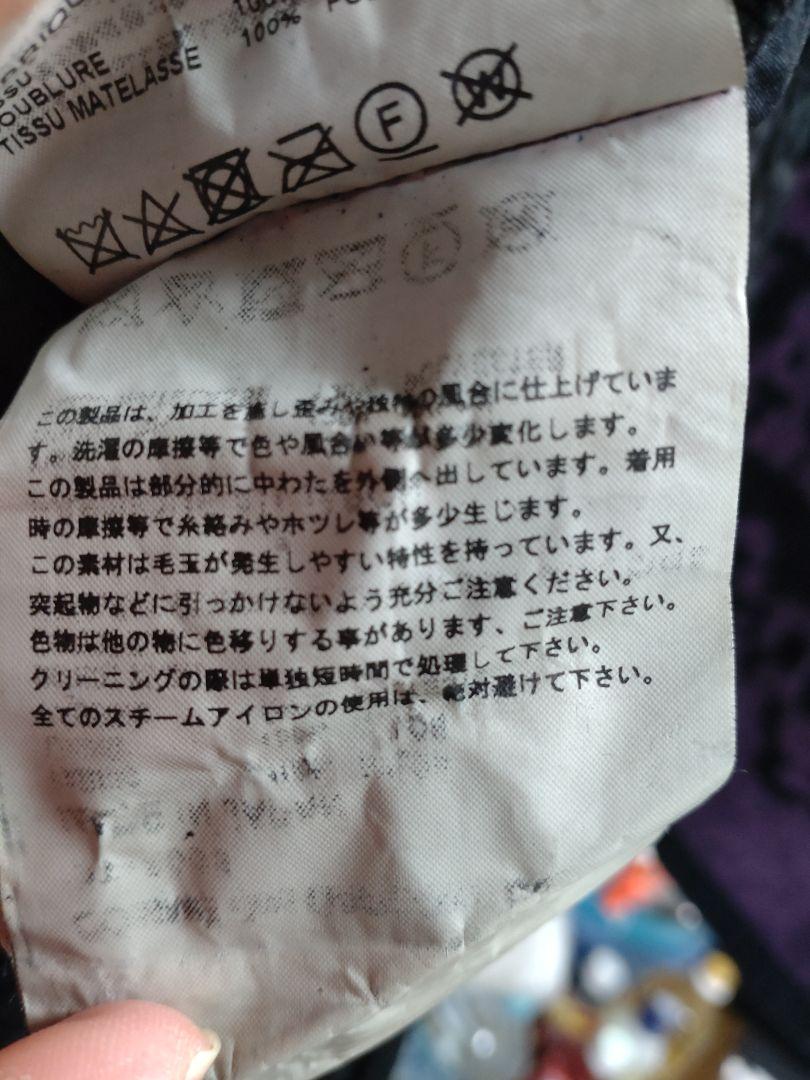 DOUBLURE
TISSU MATELASSE 100%
F
W
この製品は、加工を施し歪みや独特の風合に仕上げていま
す。洗濯の摩擦等で色や風合い等が多少変化します。
この製品は部分的に中わたを外側へ出しています。着用
時の摩擦等で糸絡みやホツレ等が多少生じます。
この素材は毛玉が発生しやすい特性を持っています。又、
突起物などに引っかけないよう充分ご注意ください。
色物は他の物に色移りする事があります、ご注意下さい。
クリーニングの際は単独短時間で処理して下さい。
全てのスチームアイロンの使用は、絶対避けて下さい。